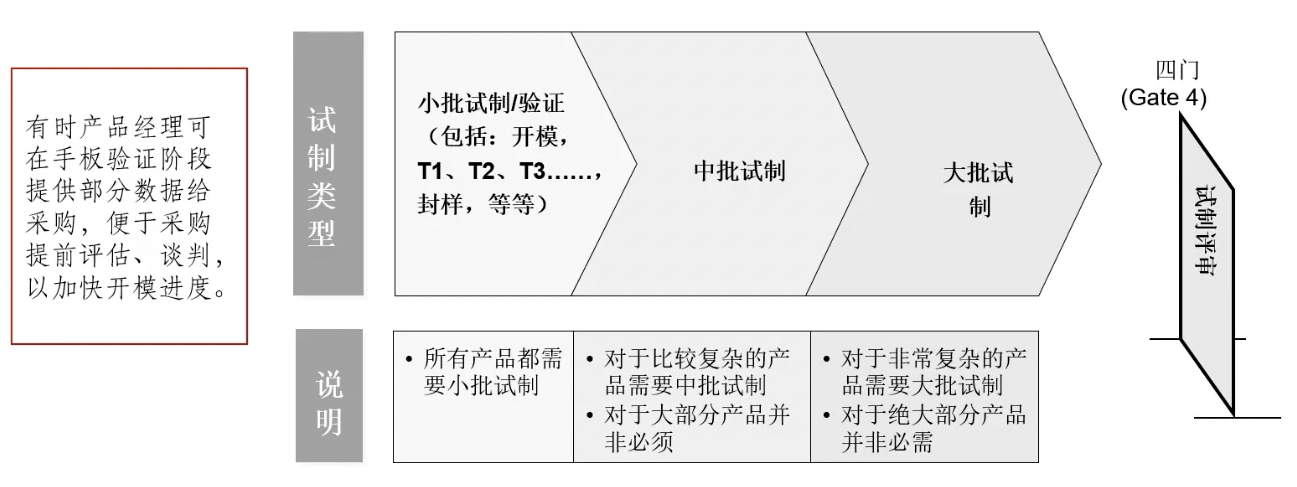 有时产品经理可
在手板验证阶段
提供部分数据给
采购，便于采购
提前评估、谈判，
以加快开模进度。
试制类型
小批试制/验证
（包括：开模，
T1、T2、T3……，
封样，等等）
中批试制
大批试
制
四门
(Gate 4)
试制评审
说明
• 所有产品都需
要小批试制
• 对于比较复杂的产
品需要中批试制
• 对于大部分产品并
非必须
• 对于非常复杂的产
品需要大批试制
• 对于绝大部分产品
并非必需